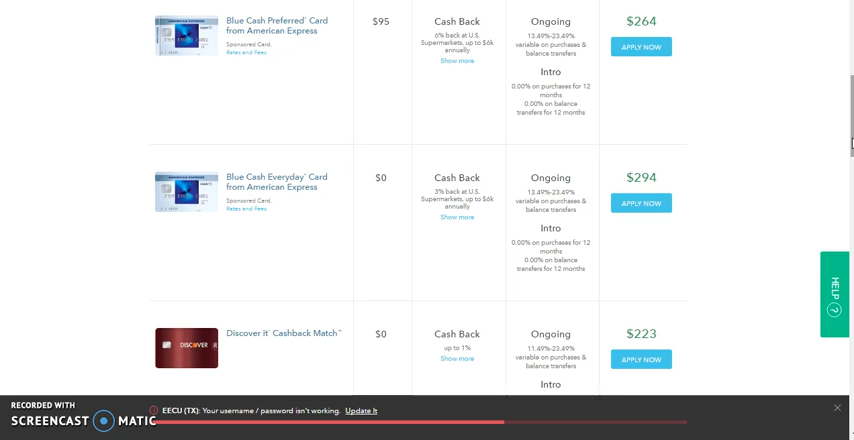 Blue Cash Preferred® Card
from American Express
Sponsored Card.
Rates and Fees
$95
Cash Back
6% back at U.S.
Supermarkets, up to $6k
annually
Show more
Ongoing
13.49%-23.49%
variable on purchases &
balance transfers
Intro
0.00% on purchases for 12
months
0.00% on balance
transfers for 12 months
$264
APPLY NOW
Blue Cash Everyday® Card
from American Express
Sponsored Card.
Rates and Fees
$0
Cash Back
3% back at U.S.
Supermarkets, up to $6k
annually
Show more
Ongoing
13.49%-23.49%
variable on purchases &
balance transfers
Intro
0.00% on purchases for 12
months
0.00% on balance
transfers for 12 months
$294
APPLY NOW
DISCOVER
Discover it® Cashback Match™
$0
Cash Back
up to 1%
Show more
Ongoing
11.49%-23.49%
variable on purchases &
balance transfers
Intro
$223
APPLY NOW
HELP ?
RECORDED WITH
SCREENCAST MATIC
EECU (TX): Your username / password isn't working. Update It